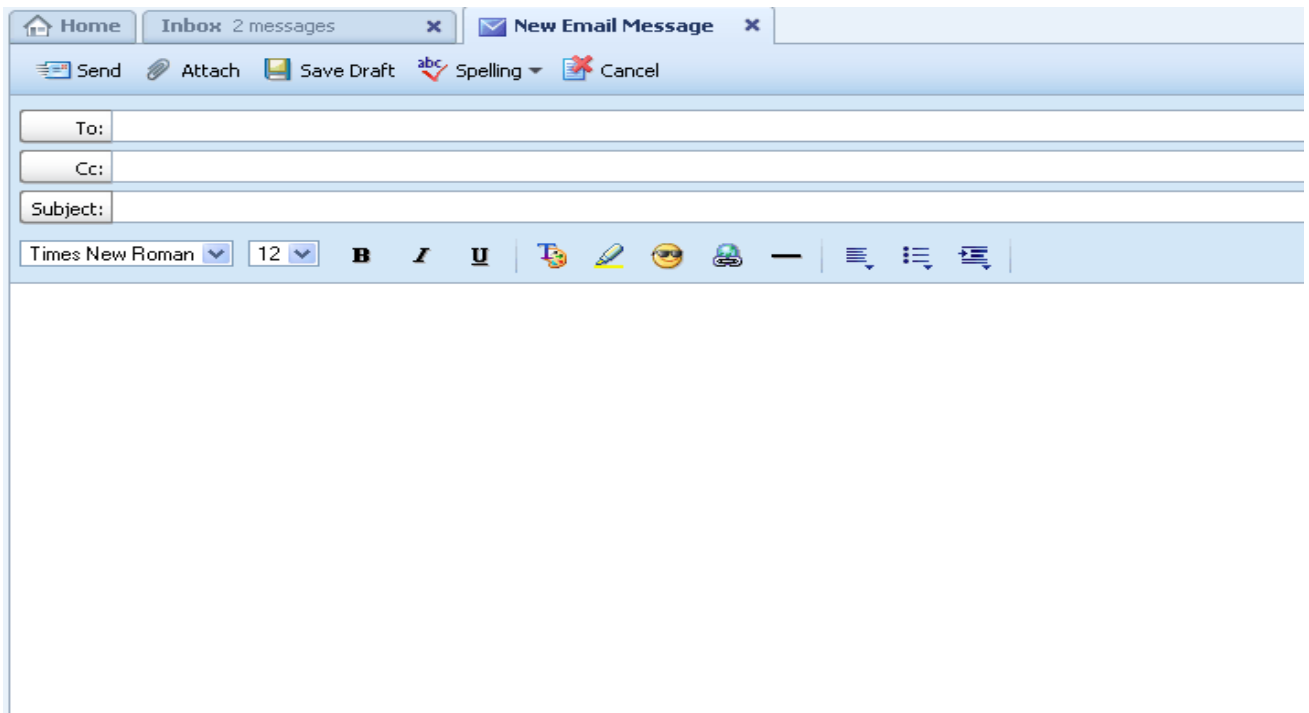 Home Inbox 2 messages New Email Message
Send Attach Save Draft abc Spelling Cancel
To:
Cc:
Subject:
Times New Roman 12 B I U T